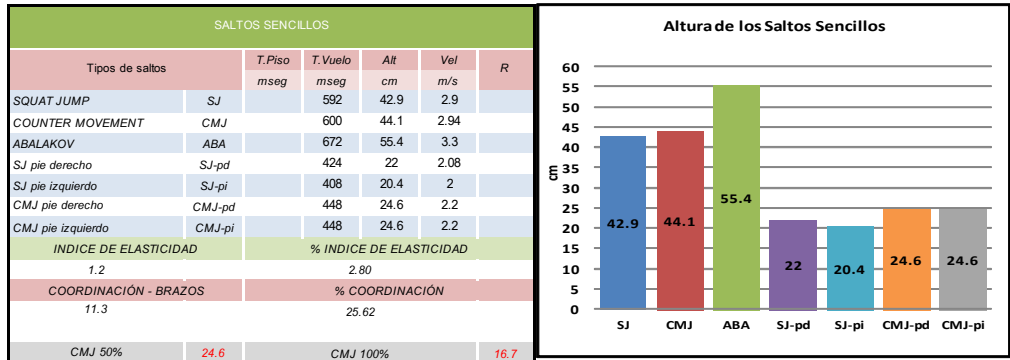 SALTOS SENCILLOS
Tipos de saltos T.Piso T.Vuelo Alt Vel R
mseg mseg cm m/s
SQUAT JUMP SJ 592 42.9 2.9
COUNTER MOVEMENT CMJ 600 44.1 2.94
ABALAKOV ABA 672 55.4 3.3
SJ pie derecho SJ-pd 424 22 2.08
SJ pie izquierdo SJ-pi 408 20.4 2
CMJ pie derecho CMJ-pd 448 24.6 2.2
CMJ pie izquierdo CMJ-pi 448 24.6 2.2
INDICE DE ELASTICIDAD % INDICE DE ELASTICIDAD
1.2 2.80
COORDINACIÓN - BRAZOS % COORDINACIÓN
11.3 25.62
CMJ 50% 24.6 CMJ 100% 16.7
Altura de los Saltos Sencillos
60
55
50
45
40
35
30
25
20
15
10
5
0
cm
42.9 44.1 55.4 22 20.4 24.6 24.6
SJ CMJ ABA SJ-pd SJ-pi CMJ-pd CMJ-pi